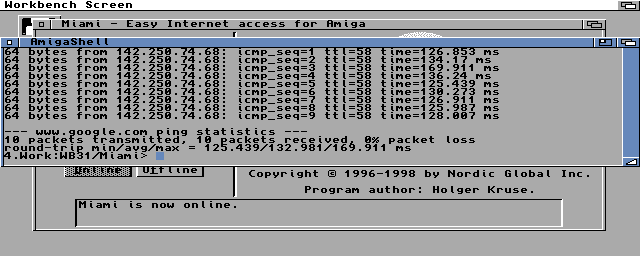 Workbench Screen
Miami - Easy Internet access for Amiga
AmigaShell
64 bytes from 142.250.74.68: icmp_seq=1 ttl=58 time=126.853 ms
64 bytes from 142.250.74.68: icmp_seq=2 ttl=58 time=134.17 ms
64 bytes from 142.250.74.68: icmp_seq=3 ttl=58 time=169.911 ms
64 bytes from 142.250.74.68: icmp_seq=4 ttl=58 time=136.24 ms
64 bytes from 142.250.74.68: icmp_seq=5 ttl=58 time=125.439 ms
64 bytes from 142.250.74.68: icmp_seq=6 ttl=58 time=130.273 ms
64 bytes from 142.250.74.68: icmp_seq=7 ttl=58 time=126.911 ms
64 bytes from 142.250.74.68: icmp_seq=8 ttl=58 time=125.987 ms
64 bytes from 142.250.74.68: icmp_seq=9 ttl=58 time=128.007 ms
--- www.google.com ping statistics ---
10 packets transmitted, 10 packets received, 0% packet loss
round-trip min/avg/max = 125.439/132.981/169.911 ms
4.Work:WB31/Miami>
Online Offline
Copyright © 1996-1998 by Nordic Global Inc.
Program author: Holger Kruse.
Miami is now online.